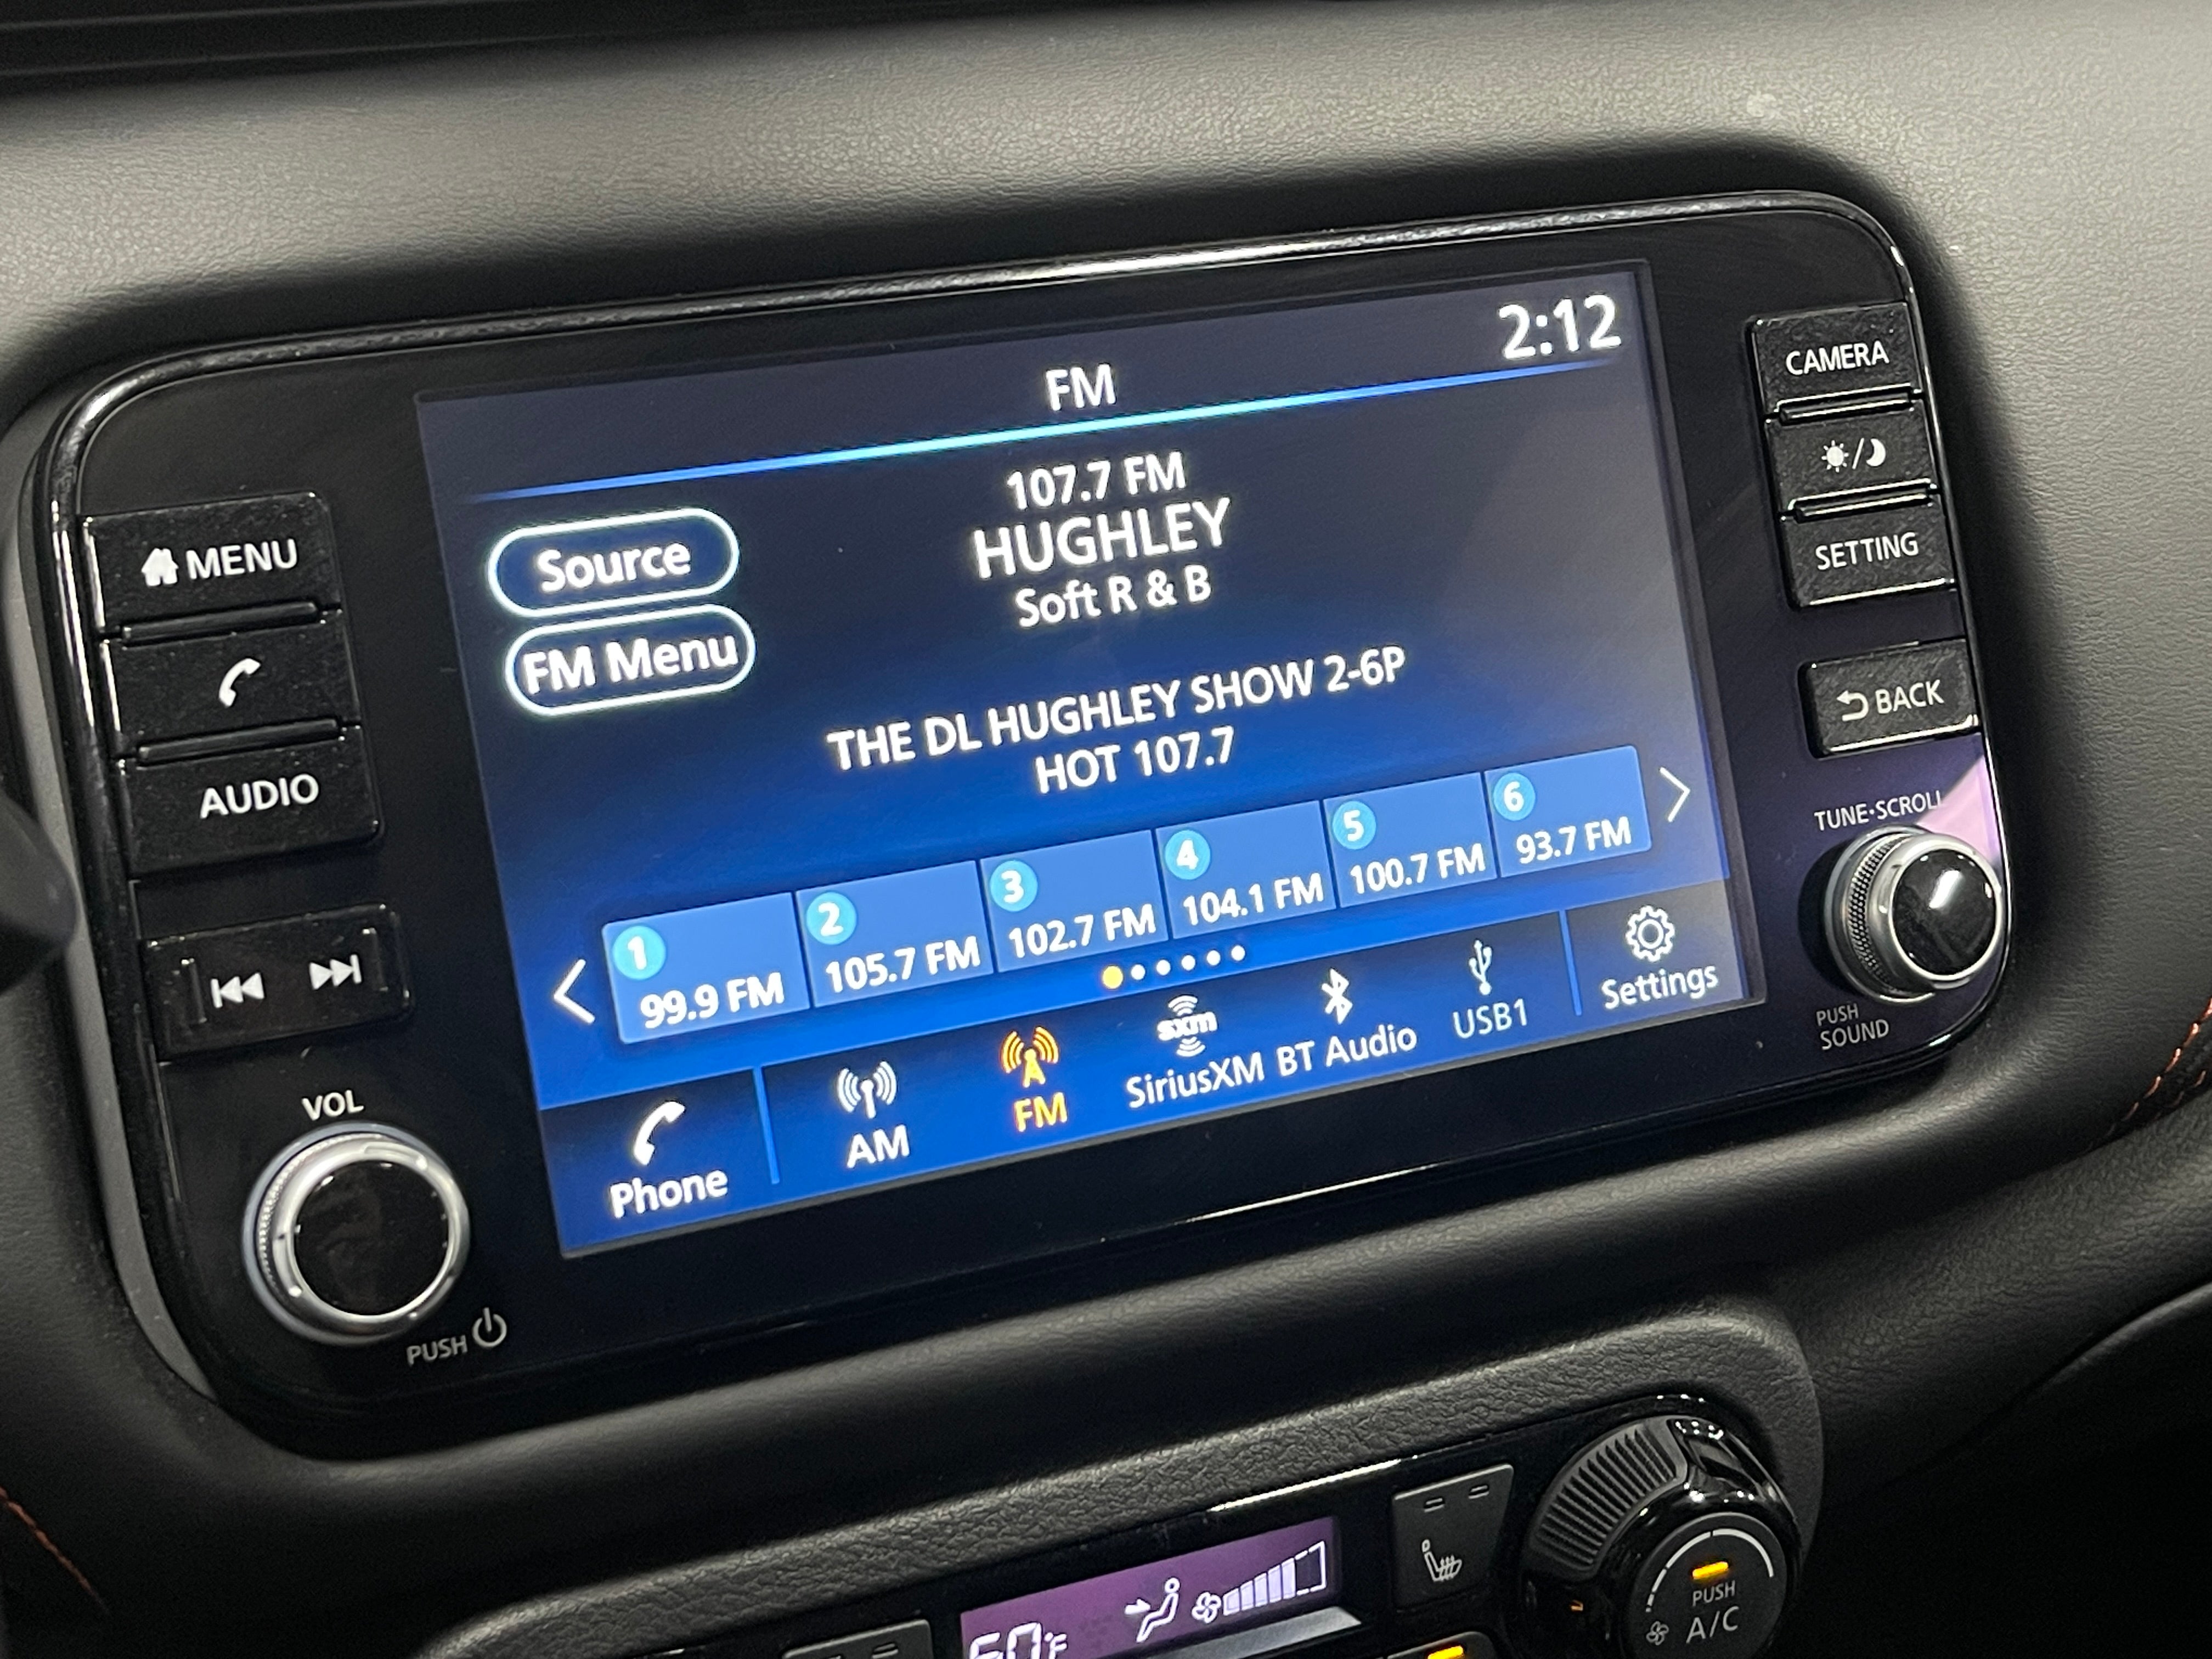 2:12
FM
107.7 FM
HUGHLEY
Soft R & B
Source
FM Menu
THE DL HUGHLEY SHOW 2-6P
HOT 107.7
1 99.9 FM
2 105.7 FM
3 102.7 FM
4 104.1 FM
5 100.7 FM
6 93.7 FM
Phone
AM
FM
sxm
SiriusXM
BT Audio
USB1
Settings
MENU
AUDIO
VOL
PUSH
CAMERA
SETTING
BACK
TUNE·SCROLL
PUSH
SOUND
60°F
PUSH
A/C